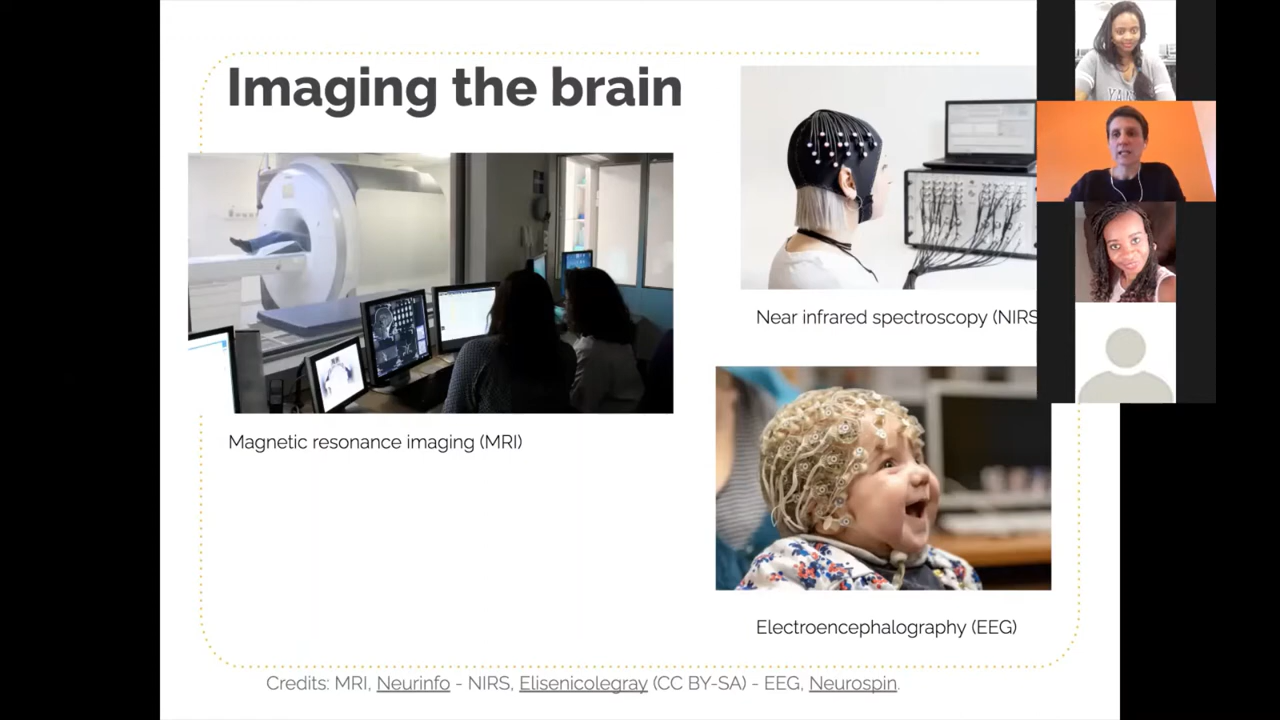 Imaging the brain
Near infrared spectroscopy (NIRS
Magnetic resonance imaging (MRI)
Electroencephalography (EEG)
Credits: MRI, Neurinfo - NIRS, Elisenicolegray (CC BY-SA) - EEG, Neurospin.